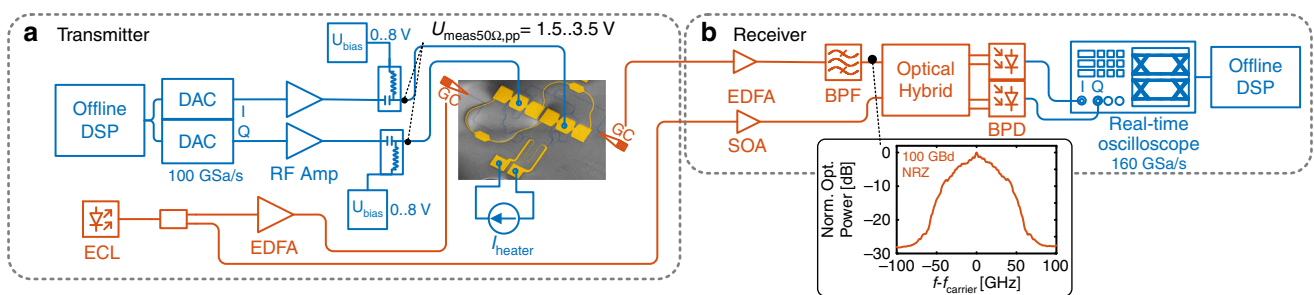 a Transmitter
U_bias 0..8 V
U_meas50Ω,pp= 1.5..3.5 V
Offline
DSP
DAC
DAC
100 GSa/s
I
Q
RF Amp
U_bias 0..8 V
GC
GC
I_heater
ECL
EDFA
b Receiver
EDFA
SOA
BPF
Optical
Hybrid
BPD
I Q
Real-time
oscilloscope
160 GSa/s
Offline
DSP
100 GBd
NRZ
Norm. Opt.
Power [dB]
0
−10
−20
−30
−100 −50 0 50 100
f-f_carrier [GHz]